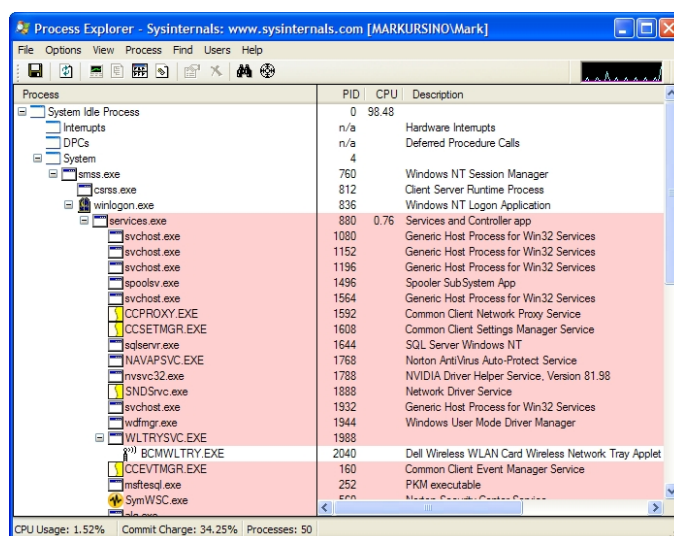 Process Explorer - Sysinternals: www.sysinternals.com [MARKURSINO\Mark]
File Options View Process Find Users Help
Process PID CPU Description
System Idle Process 0 98.48
Interrupts n/a Hardware Interrupts
DPCs n/a Deferred Procedure Calls
System 4
smss.exe 760 Windows NT Session Manager
csrss.exe 812 Client Server Runtime Process
winlogon.exe 836 Windows NT Logon Application
services.exe 880 0.76 Services and Controller app
svchost.exe 1080 Generic Host Process for Win32 Services
svchost.exe 1152 Generic Host Process for Win32 Services
svchost.exe 1196 Generic Host Process for Win32 Services
spoolsv.exe 1496 Spooler SubSystem App
svchost.exe 1564 Generic Host Process for Win32 Services
CCPROXY.EXE 1592 Common Client Network Proxy Service
CCSETMGR.EXE 1608 Common Client Settings Manager Service
sqlservr.exe 1644 SQL Server Windows NT
NAVAPSVC.EXE 1768 Norton AntiVirus Auto-Protect Service
nvsvc32.exe 1788 NVIDIA Driver Helper Service, Version 81.98
SNDSrvc.exe 1888 Network Driver Service
svchost.exe 1932 Generic Host Process for Win32 Services
wdfmgr.exe 1944 Windows User Mode Driver Manager
WLTRYSVC.EXE 1988
BCMWLTRY.EXE 2040 Dell Wireless WLAN Card Wireless Network Tray Applet
CCEVTMGR.EXE 160 Common Client Event Manager Service
msftesql.exe 252 PKM executable
SymWSC.exe 560 Norton Security Center Service
alg.exe
CPU Usage: 1.52% Commit Charge: 34.25% Processes: 50